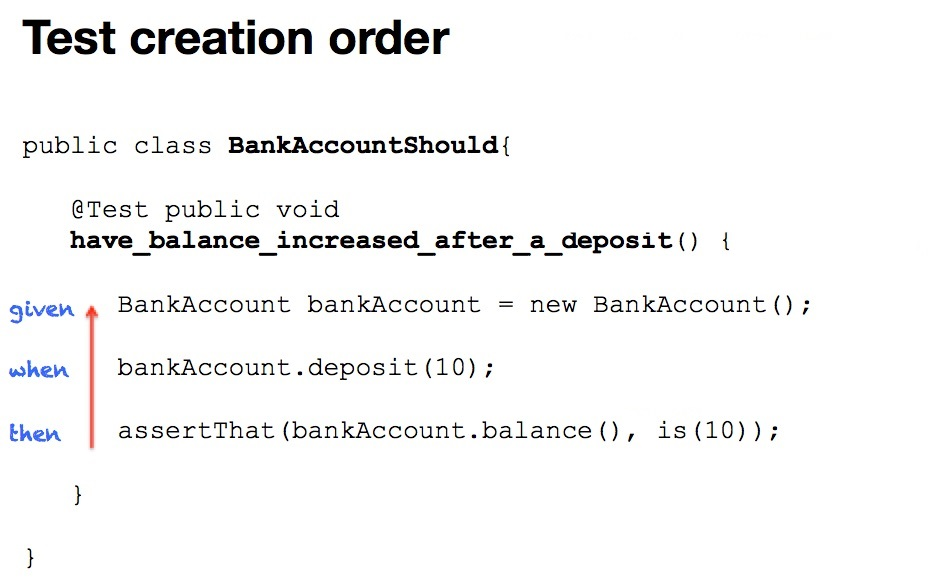 Test creation order
public class BankAccountShould{
@Test public void
have_balance_increased_after_a_deposit() {
given BankAccount bankAccount = new BankAccount();
when bankAccount.deposit(10);
then assertThat(bankAccount.balance(), is(10));
}
}